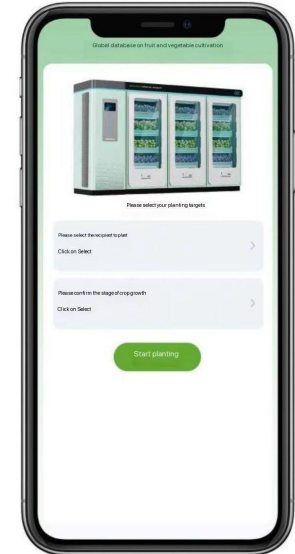 Global database on fruit and vegetable cultivation
Please select your planting targets
Please select the recipient to plant
Click on Select
Please confirm the stage of crop growth
Click on Select
Start planting